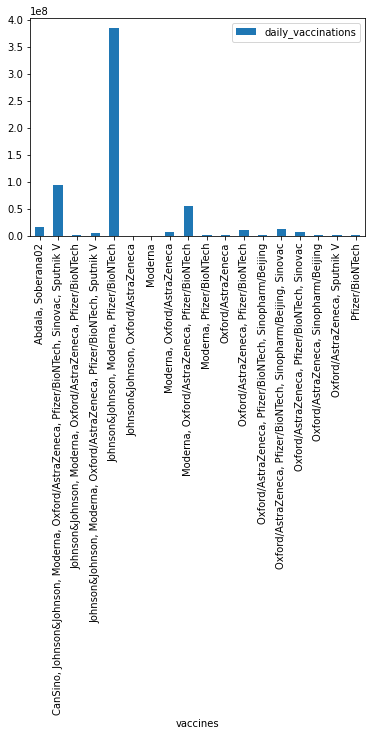 1e8
4.0
3.5
3.0
2.5
2.0
1.5
1.0
0.5
0.0
daily_vaccinations
Abdala, Soberana02
CanSino, Johnson&Johnson, Moderna, Oxford/AstraZeneca, Pfizer/BioNTech, Sinovac, Sputnik V
Johnson&Johnson, Moderna, Oxford/AstraZeneca, Pfizer/BioNTech
Johnson&Johnson, Moderna, Oxford/AstraZeneca, Pfizer/BioNTech, Sputnik V
Johnson&Johnson, Moderna, Pfizer/BioNTech
Johnson&Johnson, Oxford/AstraZeneca
Moderna
Moderna, Oxford/AstraZeneca
Moderna, Oxford/AstraZeneca, Pfizer/BioNTech
Moderna, Pfizer/BioNTech
Oxford/AstraZeneca
Oxford/AstraZeneca, Pfizer/BioNTech
Oxford/AstraZeneca, Pfizer/BioNTech, Sinopharm/Beijing
Oxford/AstraZeneca, Pfizer/BioNTech, Sinopharm/Beijing, Sinovac
Oxford/AstraZeneca, Pfizer/BioNTech, Sinovac
Oxford/AstraZeneca, Sinopharm/Beijing
Oxford/AstraZeneca, Sputnik V
Pfizer/BioNTech
vaccines